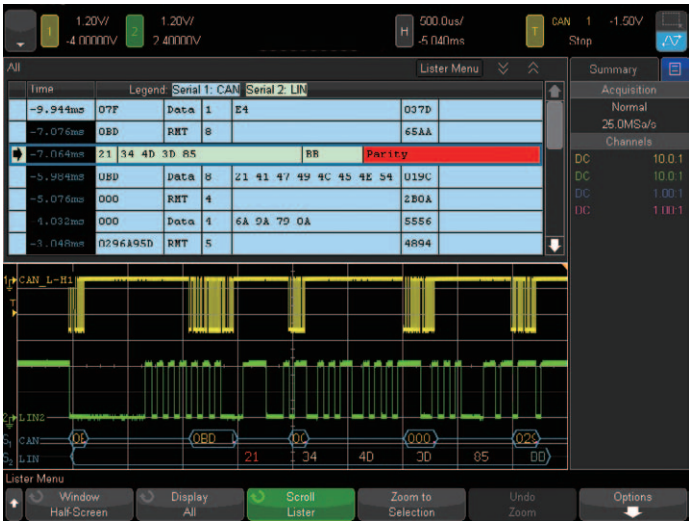 1 1.20V/ 2 1.20V/ H 500.0us/ T CAN 1 -1.50V
-4.00000V 2.40000V -5.040ms Stop
All Lister Menu Summary
Time Legend: Serial 1: CAN Serial 2: LIN
-9.944ms 07F Data 1 E4 037D
-7.076ms 0BD RMT 8 65AA
-7.064ms 21 34 4D 3D 85 BB Parity
-5.984ms 0BD Data 8 21 41 47 49 4C 45 4E 54 019C
-5.076ms 000 RMT 4 2B0A
-4.032ms 000 Data 4 6A 9A 79 0A 5556
-3.048ms 0296A95D RMT 5 4894
Acquisition
Normal
25.0MSa/s
Channels
DC 10.0:1
DC 10.0:1
DC 1.00:1
DC 1.00:1
1 CAN_L-H1
T
2 LIN2
S1 CAN 0BD 000 029
S2 LIN 21 34 4D 3D 85 BB
Lister Menu
Window Display Scroll Zoom to Undo Options
Half-Screen All Lister Selection Zoom